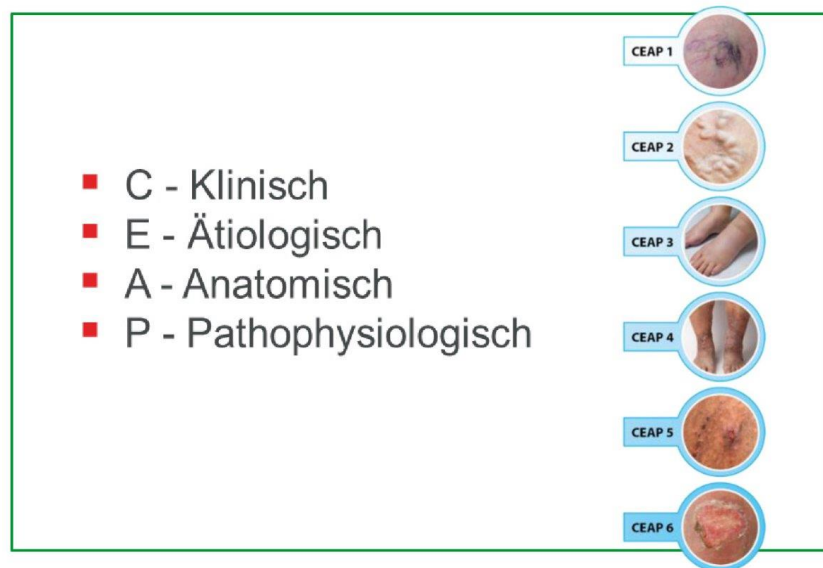 C - Klinisch
E - Ätiologisch
A - Anatomisch
P - Pathophysiologisch
CEAP 1
CEAP 2
CEAP 3
CEAP 4
CEAP 5
CEAP 6